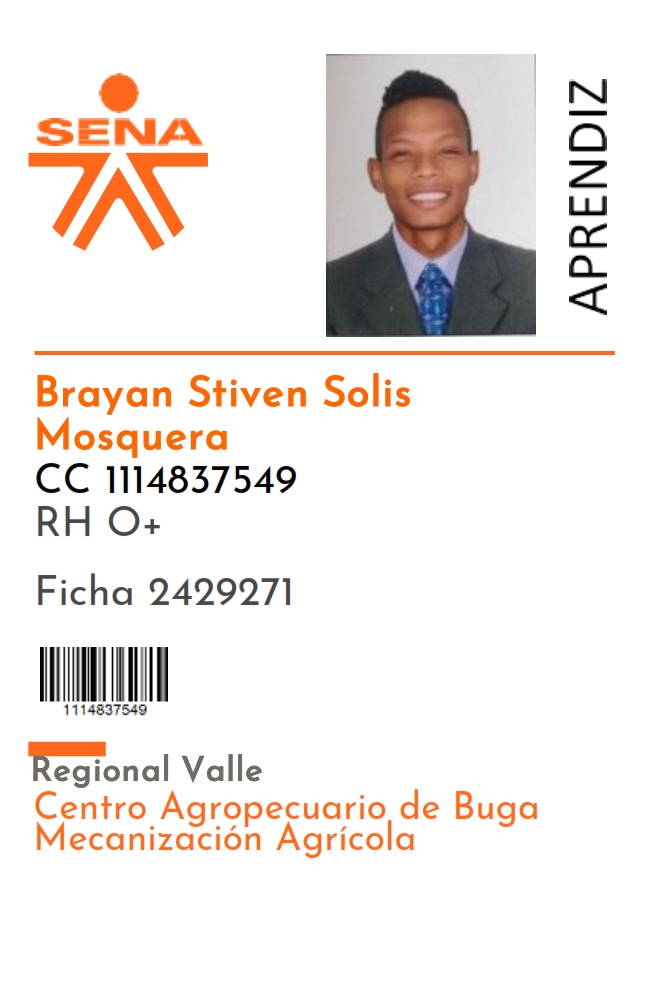 SENA
APRENDIZ
Brayan Stiven Solis
Mosquera
CC 1114837549
RH O+
Ficha 2429271
1114837549
Regional Valle
Centro Agropecuario de Buga
Mecanización Agrícola